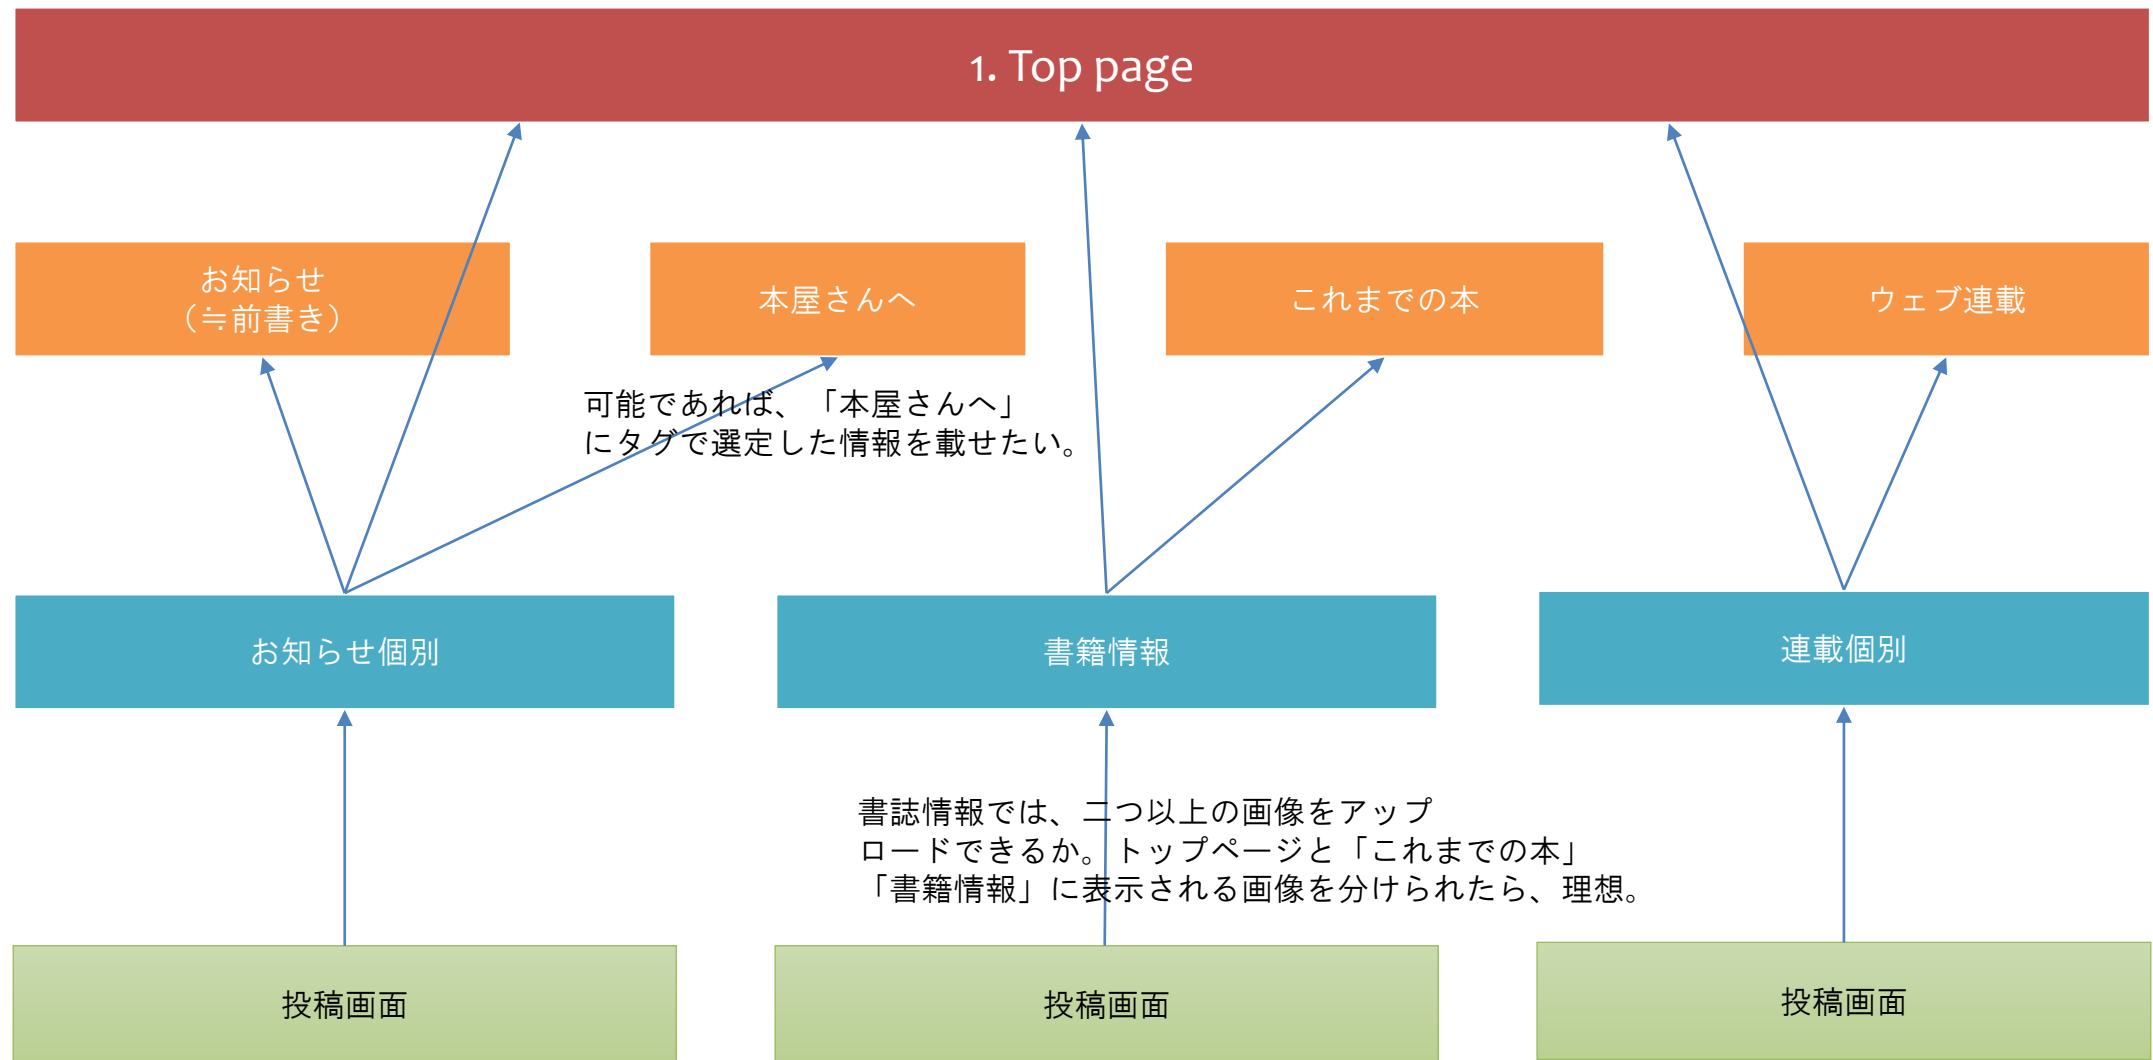 1. Top page
お知らせ
（≒前書き）
本屋さんへ
これまでの本
ウェブ連載
可能であれば、「本屋さんへ」
にタグで選定した情報を載せたい。
お知らせ個別
書籍情報
連載個別
書誌情報では、二つ以上の画像をアップ
ロードできるか。トップページと「これまでの本」
「書籍情報」に表示される画像を分けられたら、理想。
投稿画面
投稿画面
投稿画面